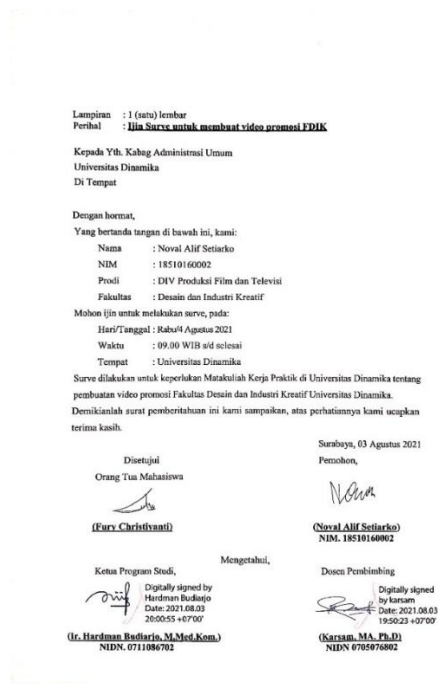 Lampiran : 1 (satu) lembar
Perihal : Ijin Surve untuk membuat video promosi FDIK
Kepada Yth. Kabag Administrasi Umum
Universitas Dinamika
Di Tempat
Dengan hormat,
Yang bertanda tangan di bawah ini, kami:
Nama : Noval Alif Setiarko
NIM : 18510160002
Prodi : DIV Produksi Film dan Televisi
Fakultas : Desain dan Industri Kreatif
Mohon ijin untuk melakukan surve, pada:
Hari/Tanggal : Rabu/4 Agustus 2021
Waktu : 09.00 WIB s/d selesai
Tempat : Universitas Dinamika
Surve dilakukan untuk keperlukan Matakuliah Kerja Praktik di Universitas Dinamika tentang
pembuatan video promosi Fakultas Desain dan Industri Kreatif Universitas Dinamika.
Demikianlah surat pemberitahuan ini kami sampaikan, atas perhatiannya kami ucapkan
terima kasih.
Surabaya, 03 Agustus 2021
Disetujui
Orang Tua Mahasiswa
(Fury Christiyanti)
Pemohon,
(Noval Alif Setiarko)
NIM. 18510160002
Mengetahui,
Ketua Program Studi,
Digitally signed by
Hardman Budiarjo
Date: 2021.08.03
20:00:55 +07'00'
(Ir. Hardman Budiarjo, M.Med.Kom.)
NIDN. 0711086702
Dosen Pembimbing
Digitally signed
by karsam
Date: 2021.08.03
19:50:23 +07'00'
(Karsam, MA, Ph.D)
NIDN 0705076802